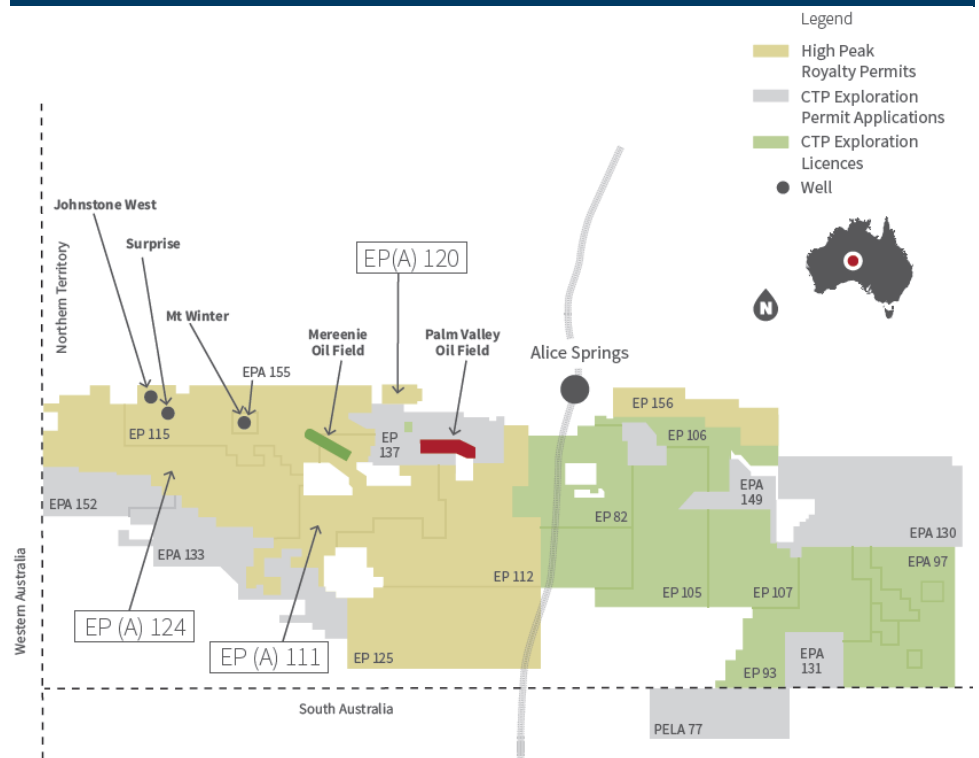 Legend
High Peak
Royalty Permits
CTP Exploration
Permit Applications
CTP Exploration
Licences
Well
Johnstone West
Surprise
Mt Winter
EPA 155
Northern Territory
EP(A) 120
Mereenie
Oil Field
Palm Valley
Oil Field
N
Alice Springs
EP 115
EP
137
EP 156
EP 106
EPA 152
EPA 133
EP 82
EPA
149
EPA 130
EPA 97
EP 112
EP 105
EP 107
Western Australia
EP (A) 124
EP (A) 111
EP 125
EP 93
EPA
131
South Australia
PELA 77